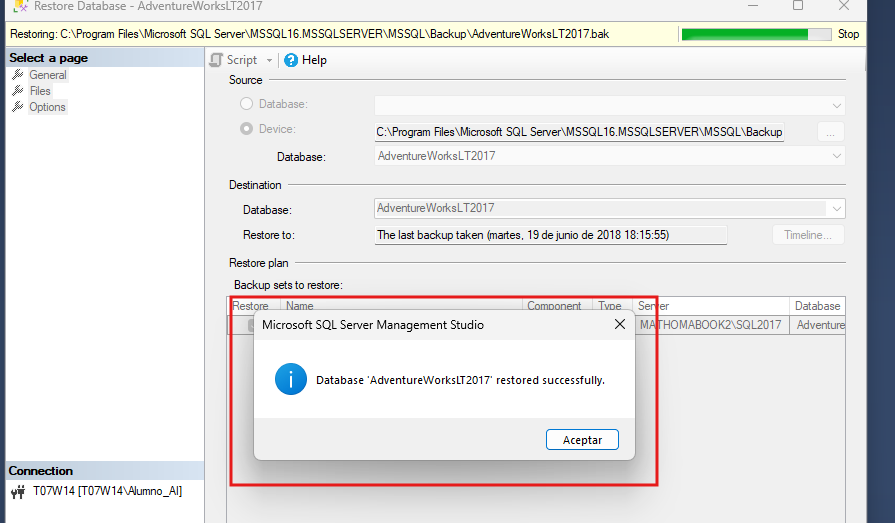 Restore Database - AdventureWorksLT2017
Restoring: C:\Program Files\Microsoft SQL Server\MSSQL16.MSSQLSERVER\MSSQL\Backup\AdventureWorksLT2017.bak
Stop
Select a page
General
Files
Options
Script
Help
Source
Database:
Device:
C:\Program Files\Microsoft SQL Server\MSSQL16.MSSQLSERVER\MSSQL\Backup
...
Database:
AdventureWorksLT2017
Destination
Database:
AdventureWorksLT2017
Restore to:
The last backup taken (martes, 19 de junio de 2018 18:15:55)
Timeline...
Restore plan
Backup sets to restore:
Restore Name Component Type Server Database
MATHOMABOOK2\SQL2017 Adventure
Microsoft SQL Server Management Studio
Database 'AdventureWorksLT2017' restored successfully.
Aceptar
Connection
T07W14 [T07W14\Alumno_AI]